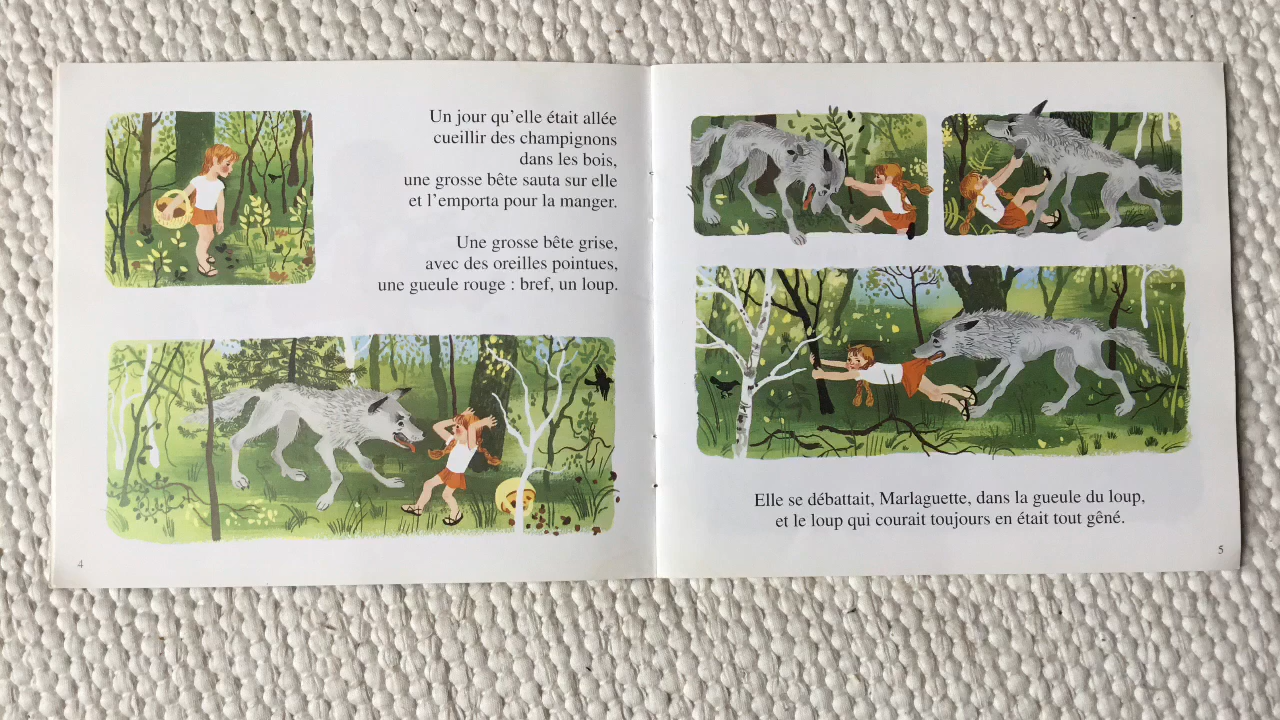 Un jour qu'elle était allée
cueillir des champignons
dans les bois,
une grosse bête sauta sur elle
et l'emporta pour la manger.
Une grosse bête grise,
avec des oreilles pointues,
une gueule rouge : bref, un loup.
4
Elle se débattait, Marlaguette, dans la gueule du loup,
et le loup qui courait toujours en était tout gêné.
5